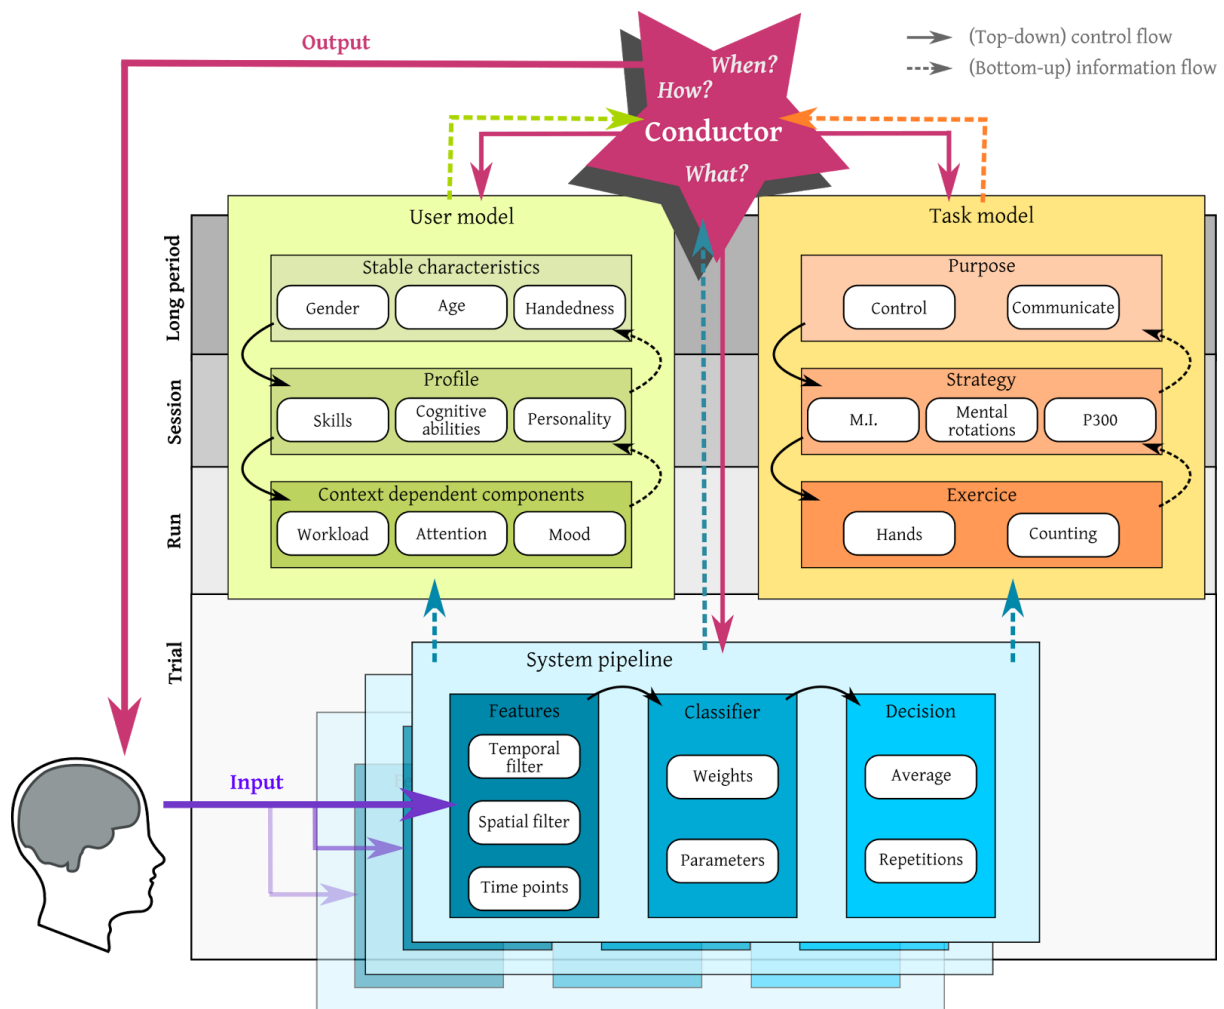 Output
(Top-down) control flow
(Bottom-up) information flow
When?
How?
Conductor
What?
User model
Task model
Long period
Session
Run
Trial
Stable characteristics
Gender
Age
Handedness
Profile
Skills
Cognitive
abilities
Personality
Context dependent components
Workload
Attention
Mood
Purpose
Control
Communicate
Strategy
M.I.
Mental
rotations
P300
Exercice
Hands
Counting
System pipeline
Features
Temporal
filter
Spatial filter
Time points
Classifier
Weights
Parameters
Decision
Average
Repetitions
Input